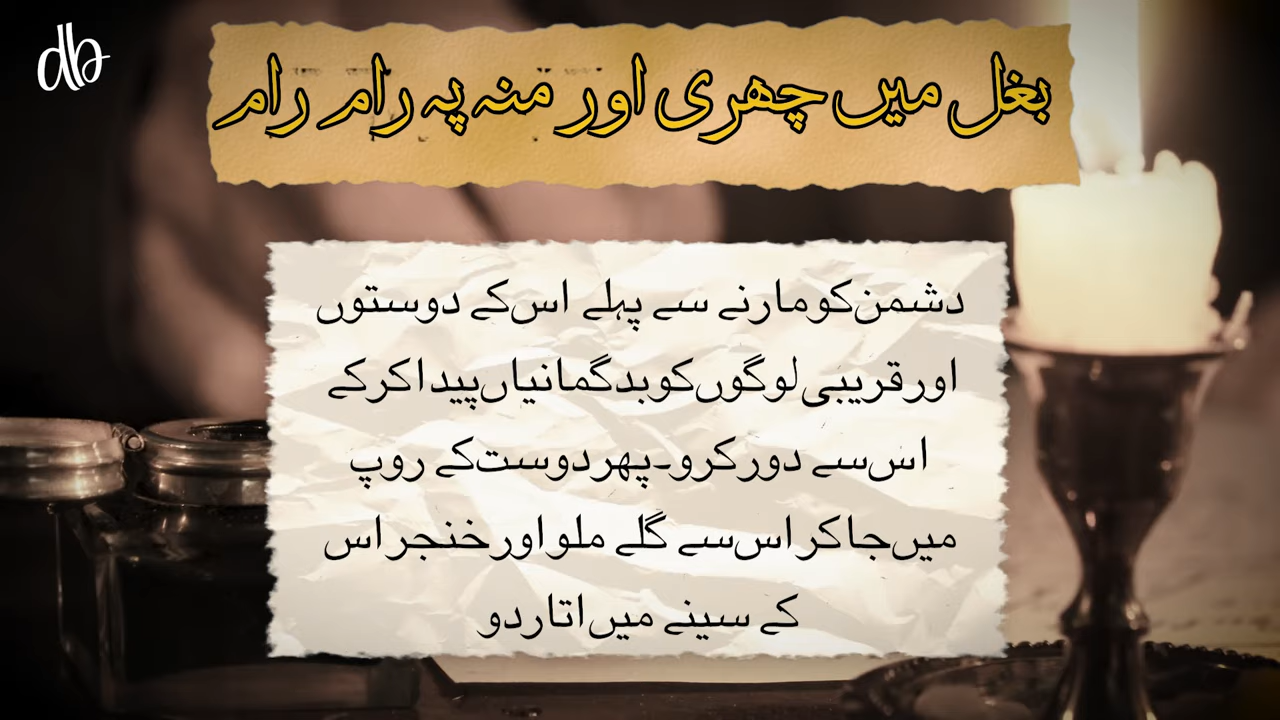 db
بغل میں چھری اور منہ پہ رام رام
دشمن کو مارنے سے پہلے اس کے دوستوں
اور قریبی لوگوں کو بدگمانیاں پیدا کر کے
اس سے دور کرو۔ پھر دوست کے روپ
میں جا کر اس سے گلے ملو اور خنجر اس
کے سینے میں اتار دو